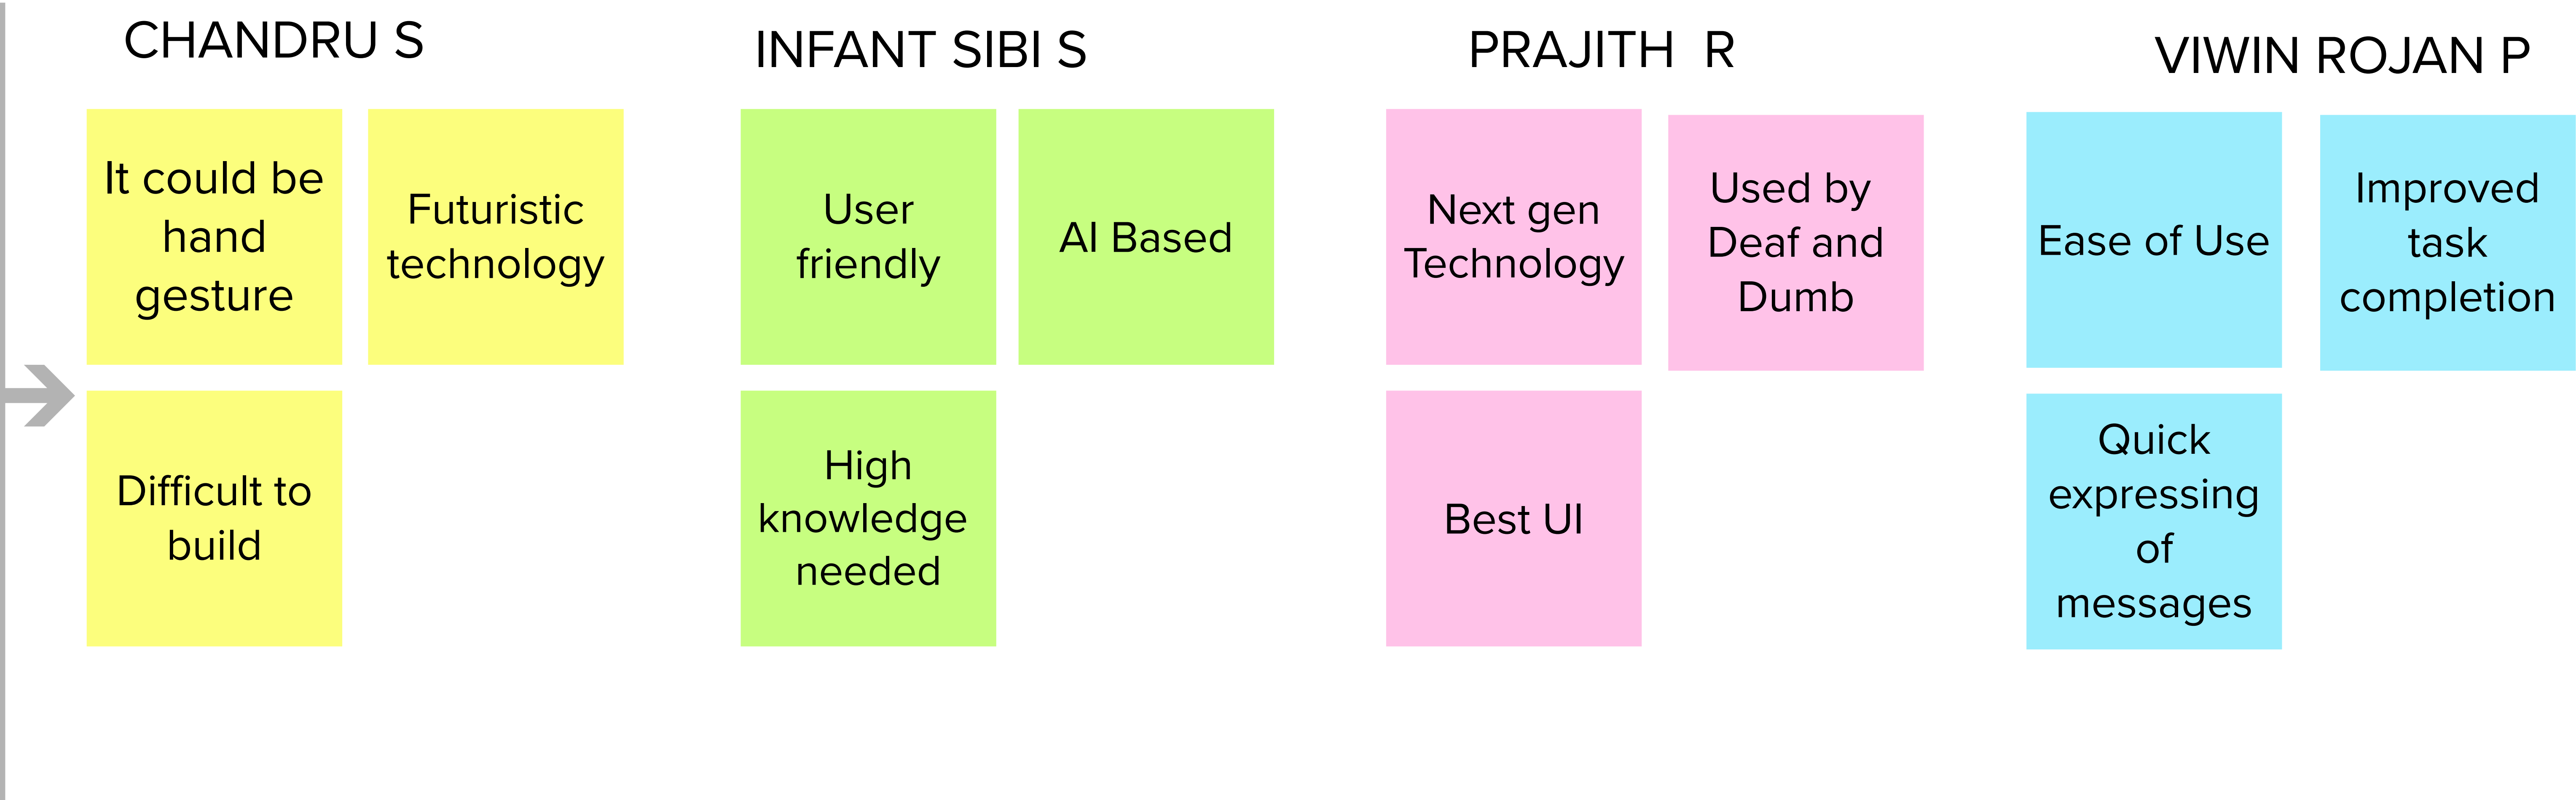 CHANDRU S
It could be
hand
gesture
Futuristic
technology
Difficult to
build
INFANT SIBI S
User
friendly
AI Based
High
knowledge
needed
PRAJITH  R
Next gen
Technology
Used by
Deaf and
Dumb
Best UI
VIWIN ROJAN P
Ease of Use
Improved
task
completion
Quick
expressing
of
messages